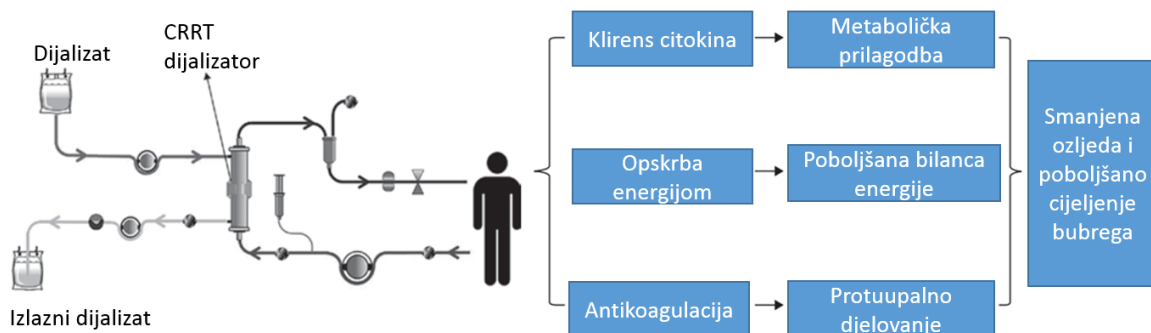 Dijalizat
CRRT
dijalizator
Izlazni dijalizat
Klirens citokina
Metabolička
prilagodba
Opskrba
energijom
Poboljšana bilanca
energije
Antikoagulacija
Protuupalno
djelovanje
Smanjena
ozljeda i
poboljšano
cijeljenje
bubrega